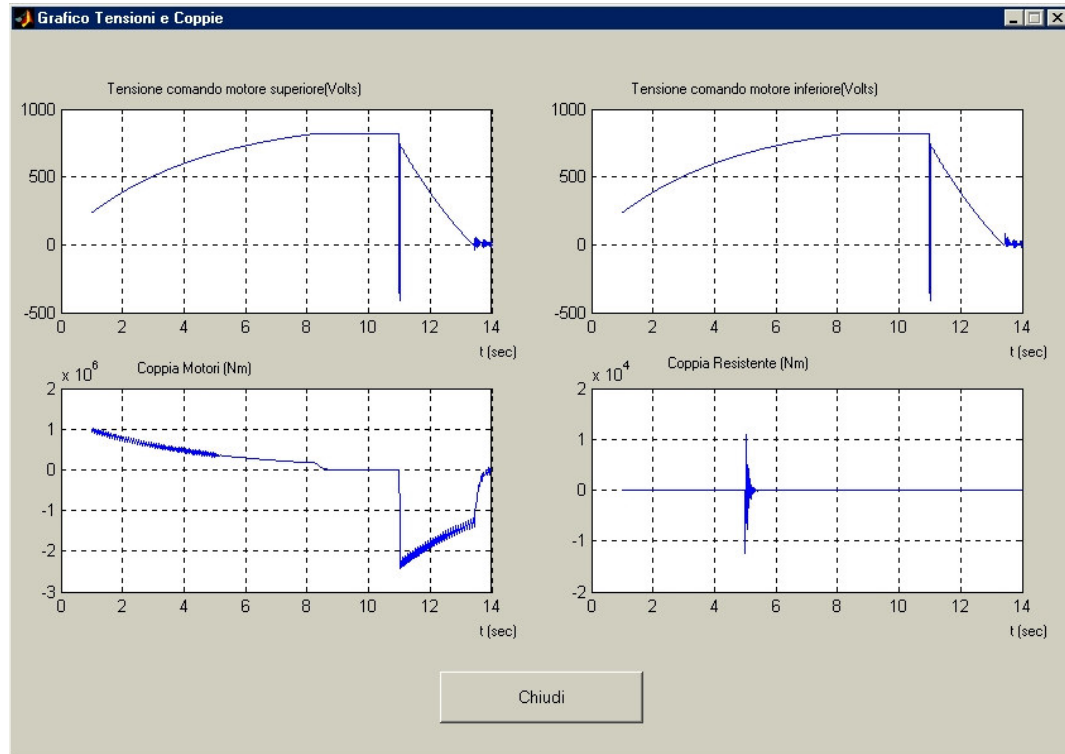 Grafico Tensioni e Coppie
Tensione comando motore superiore(Volts)
1000
500
0
-500
0 2 4 6 8 10 12 14
t (sec)
Tensione comando motore inferiore(Volts)
1000
500
0
-500
0 2 4 6 8 10 12 14
t (sec)
Coppia Motori (Nm)
x 10^6
2
1
0
-1
-2
-3
0 2 4 6 8 10 12 14
t (sec)
Coppia Resistente (Nm)
x 10^4
2
1
0
-1
-2
0 2 4 6 8 10 12 14
t (sec)
Chiudi